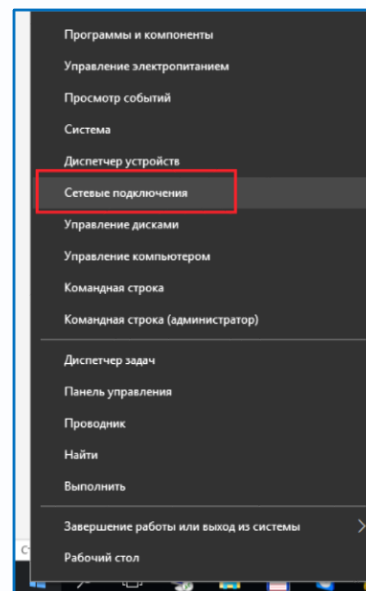 Программы и компоненты
Управление электропитанием
Просмотр событий
Система
Диспетчер устройств
Сетевые подключения
Управление дисками
Управление компьютером
Командная строка
Командная строка (администратор)
Диспетчер задач
Панель управления
Проводник
Найти
Выполнить
Завершение работы или выход из системы
Рабочий стол